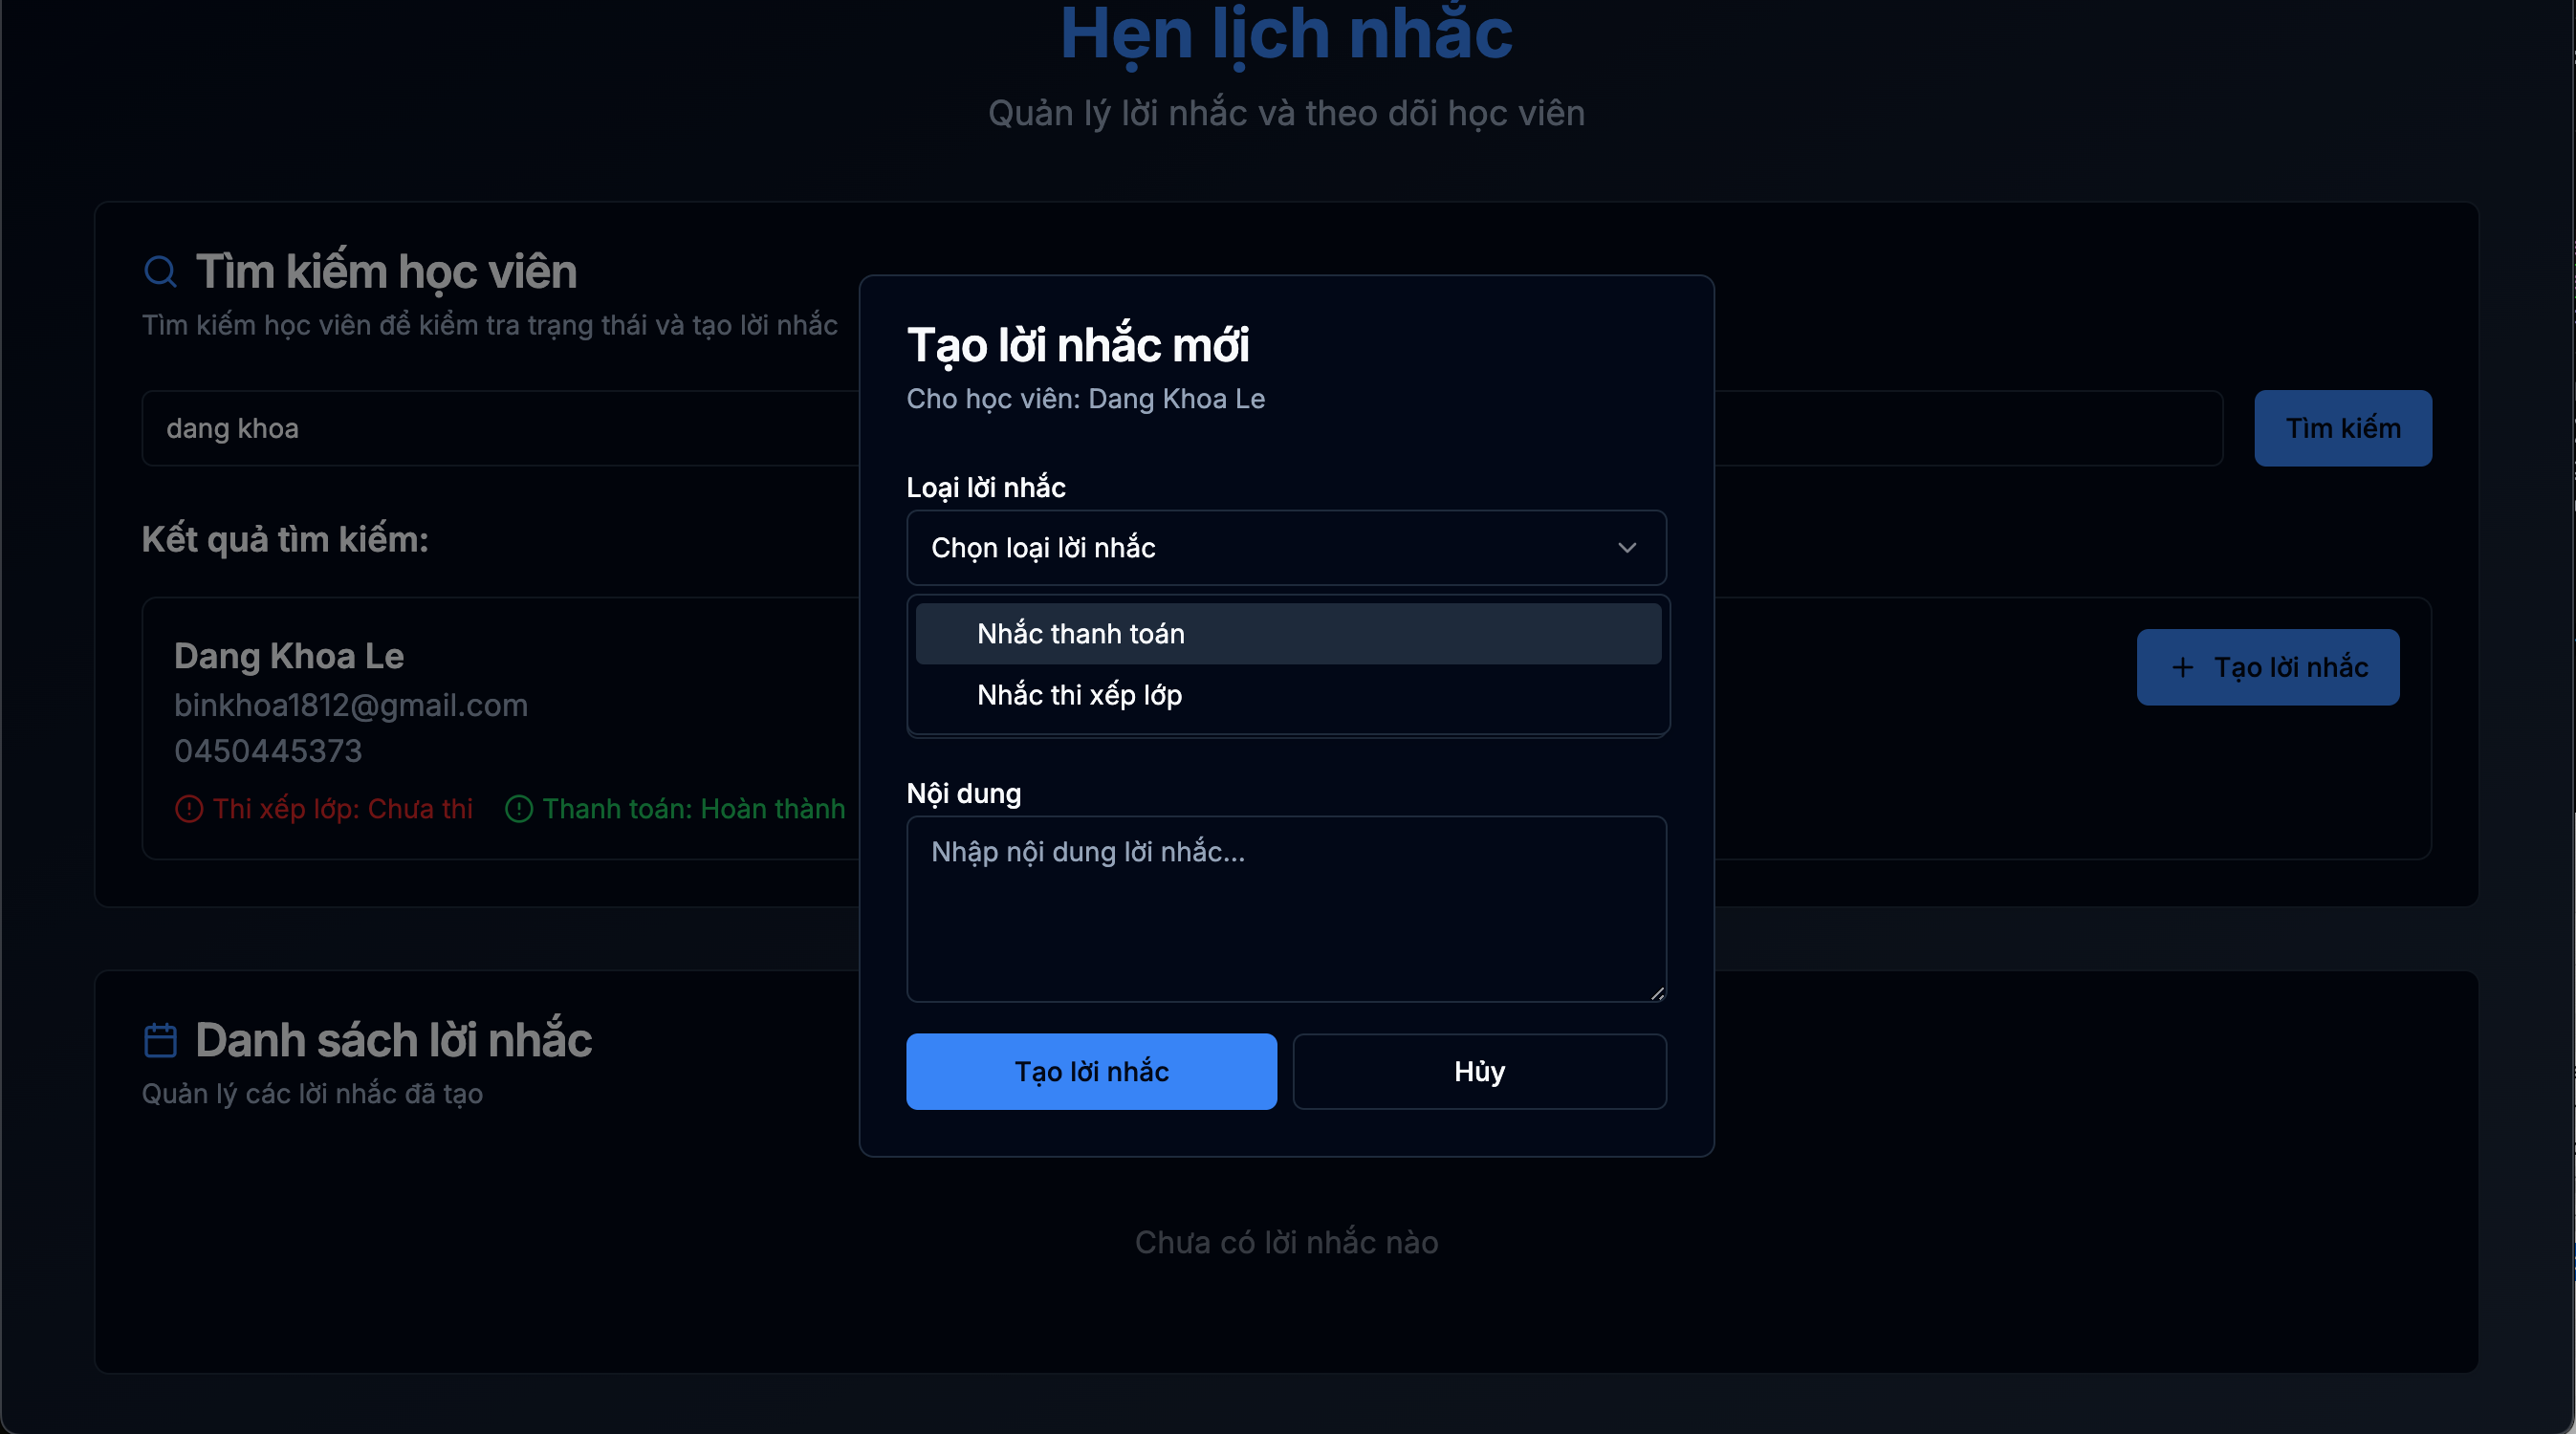 Hẹn lịch nhắc
Quản lý lời nhắc và theo dõi học viên
Tìm kiếm học viên
Tìm kiếm học viên để kiểm tra trạng thái và tạo lời nhắc
dang khoa
Tìm kiếm
Kết quả tìm kiếm:
Dang Khoa Le
binkhoa1812@gmail.com
0450445373
Thi xếp lớp: Chưa thi
Thanh toán: Hoàn thành
Tạo lời nhắc
Tạo lời nhắc mới
Cho học viên: Dang Khoa Le
Loại lời nhắc
Chọn loại lời nhắc
Nhắc thanh toán
Nhắc thi xếp lớp
Nội dung
Nhập nội dung lời nhắc...
Tạo lời nhắc
Hủy
Danh sách lời nhắc
Quản lý các lời nhắc đã tạo
Chưa có lời nhắc nào